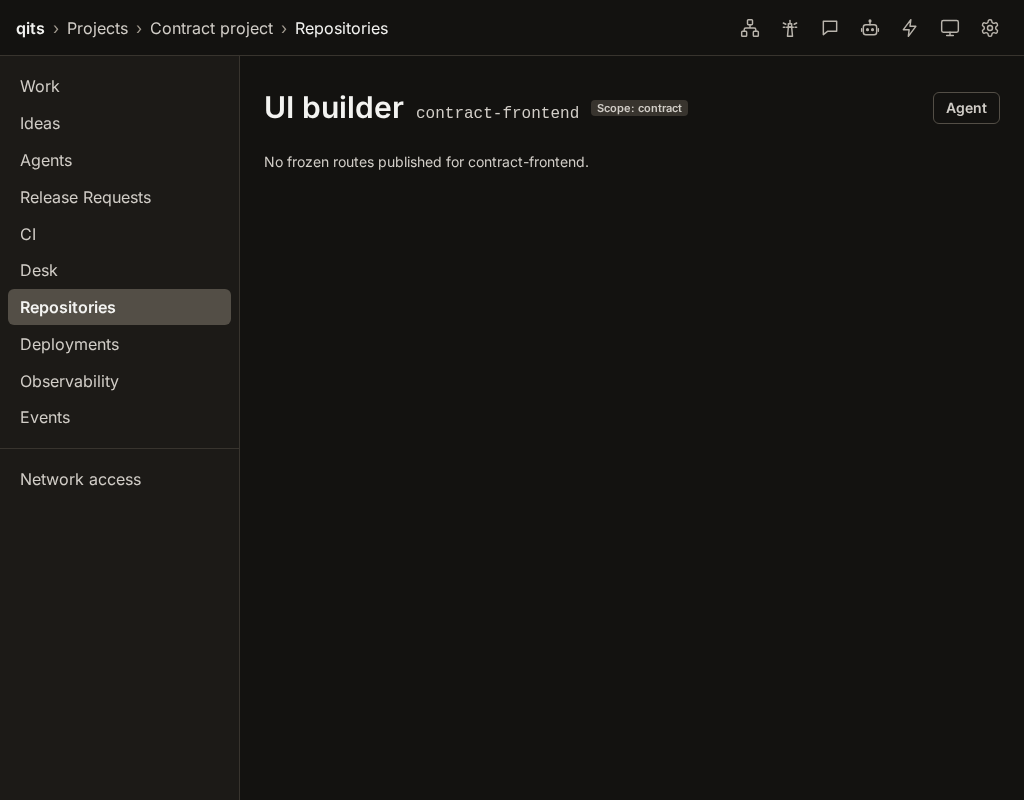 qits › Projects › Contract project › Repositories
Work
Ideas
Agents
Release Requests
CI
Desk
Repositories
Deployments
Observability
Events
Network access
UI builder contract-frontend Scope: contract
Agent
No frozen routes published for contract-frontend.